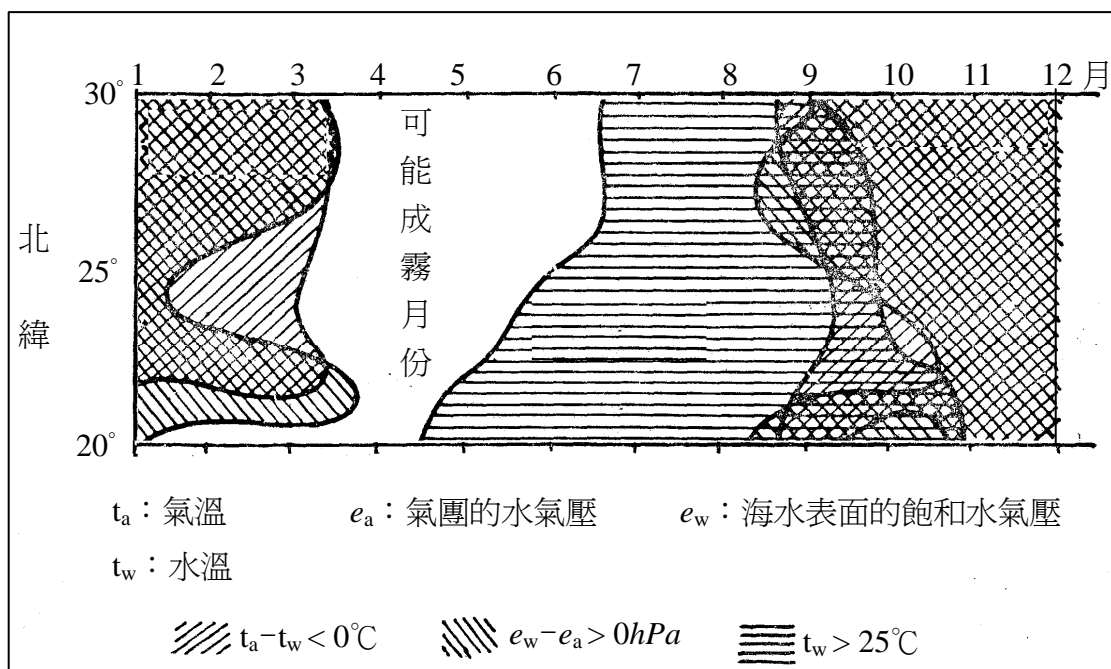 1 2 3 4 5 6 7 8 9 10 11 12 月
30°
可能成霧月份
北緯
25°
20°
tₐ：氣溫 eₐ：氣團的水氣壓 e_w：海水表面的飽和水氣壓
t_w：水溫
tₐ−t_w < 0℃ e_w−eₐ > 0hPa t_w > 25℃